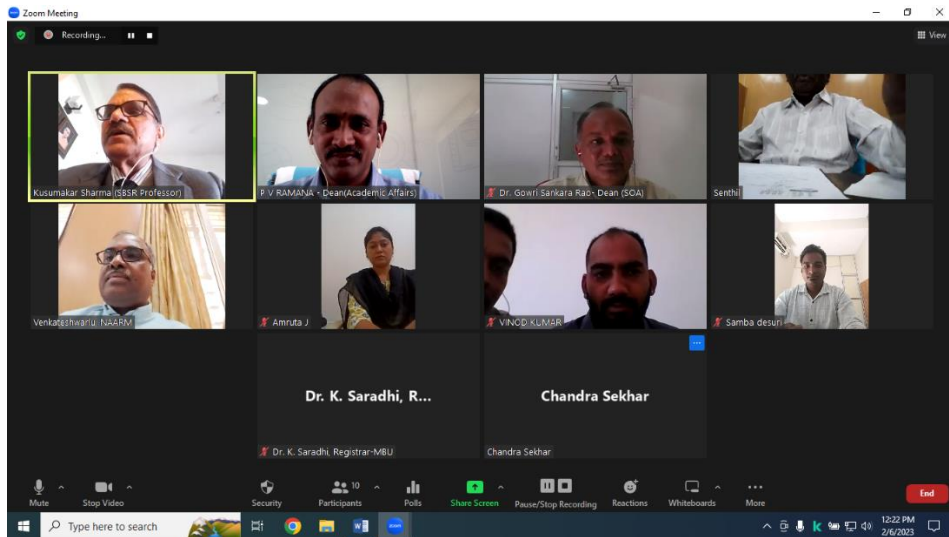 Zoom Meeting
Recording...
View
Kusumakar Sharma (SBSR Professor)
P V RAMANA - Dean(Academic Affairs)
Dr. Gowri Sankara Rao- Dean (SOA)
Senthil
Venkateshwarlu NAARM
Amruta J
VINOD KUMAR
Samba desuri
Dr. K. Saradhi, R...
Chandra Sekhar
Dr. K. Saradhi, Registrar-MBU
Chandra Sekhar
10
Mute
Stop Video
Security
Participants
Polls
Share Screen
Pause/Stop Recording
Reactions
Whiteboards
More
End
Type here to search
12:22 PM
2/6/2023